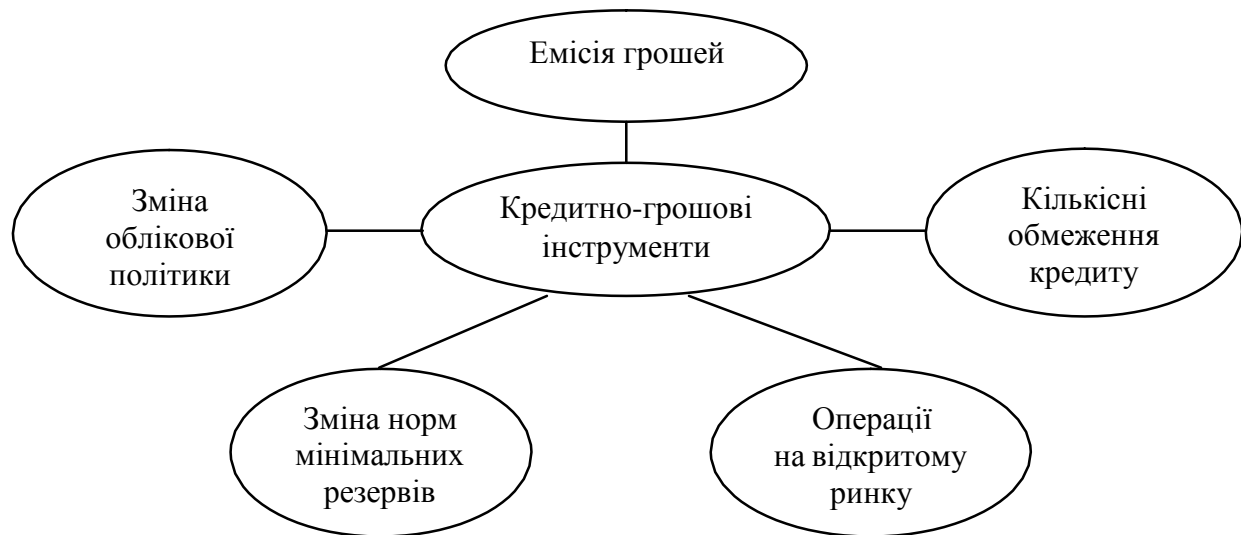 Емісія грошей
Зміна
облікової
політики
Кредитно-грошові
інструменти
Кількісні
обмеження
кредиту
Зміна норм
мінімальних
резервів
Операції
на відкритому
ринку